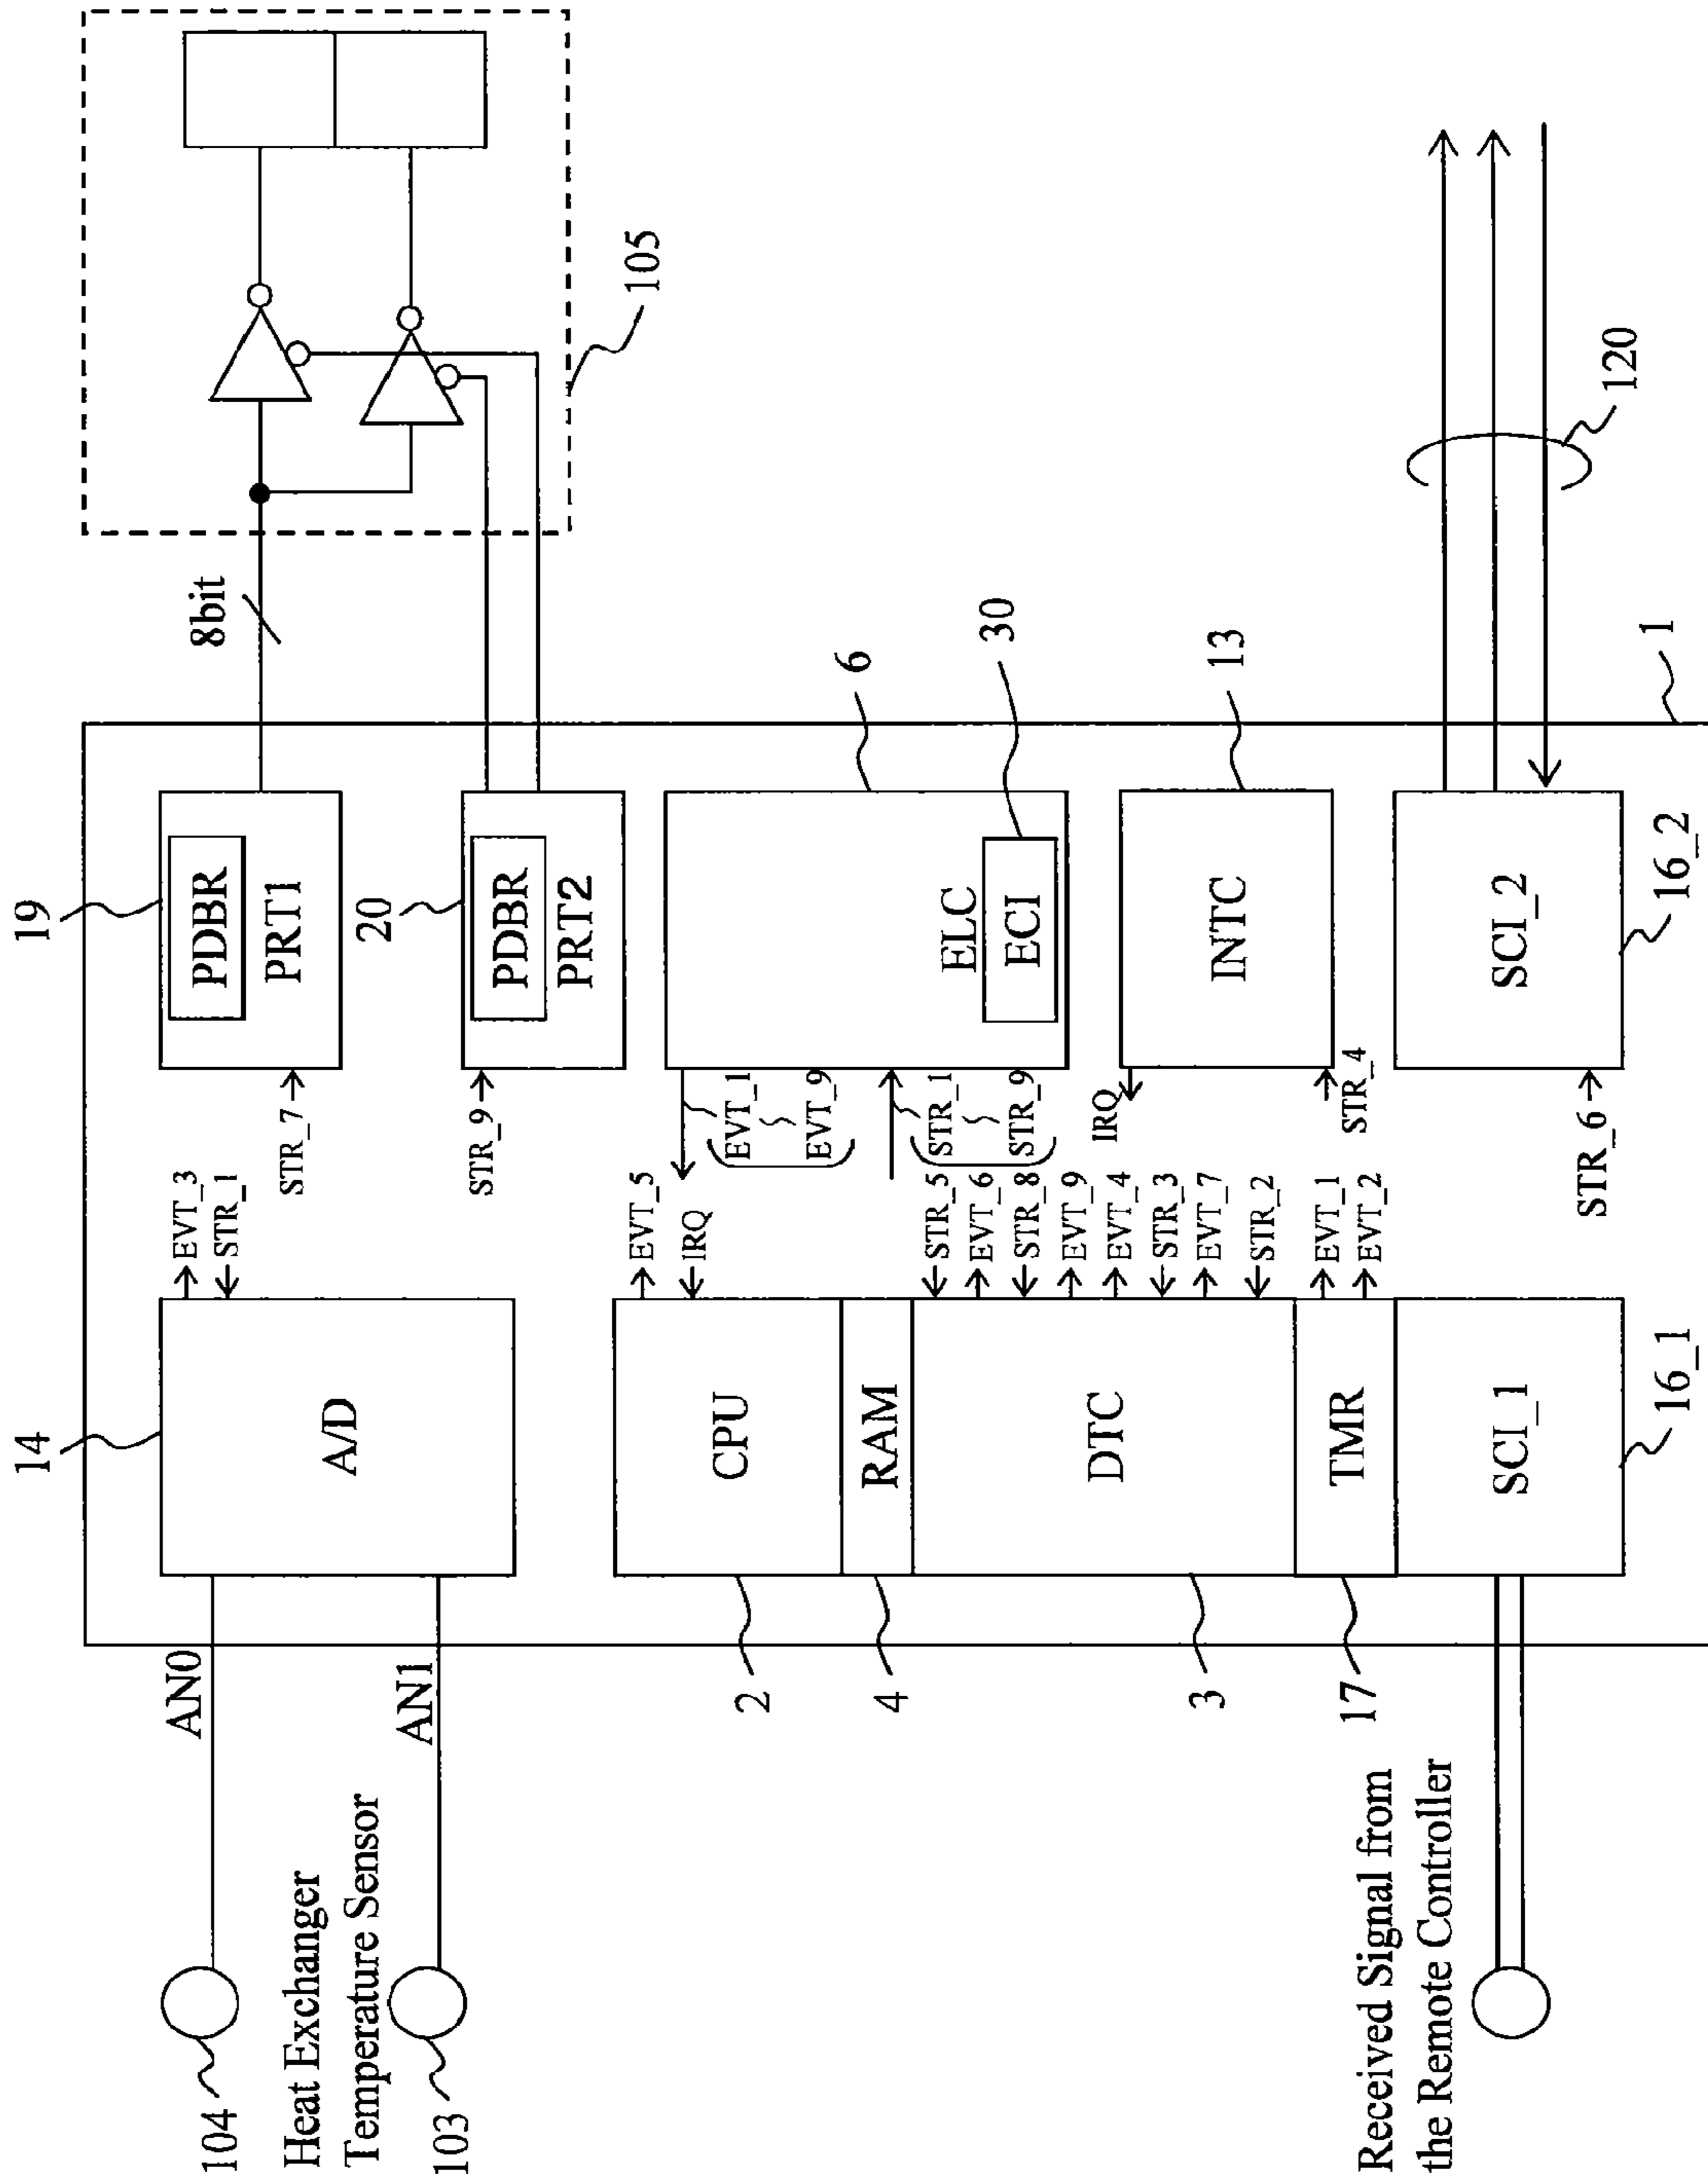 104
Heat Exchanger
Temperature Sensor
103
AN0
AN1
14
A/D
EVT_3
STR_1
19
PDBR
PRT1
STR_7
20
PDBR
PRT2
STR_9
8bit
105
2
CPU
EVT_5
IRQ
4
RAM
3
DTC
STR_5
EVT_6
STR_8
EVT_9
EVT_4
STR_3
EVT_7
STR_2
17
TMR
EVT_1
EVT_2
EVT_1
EVT_9
STR_1
STR_9
ELC
ECI
6
30
IRQ
STR_4
INTC
13
Received Signal from
the Remote Controller
SCI_1
16_1
STR_6
SCI_2
16_2
1
120